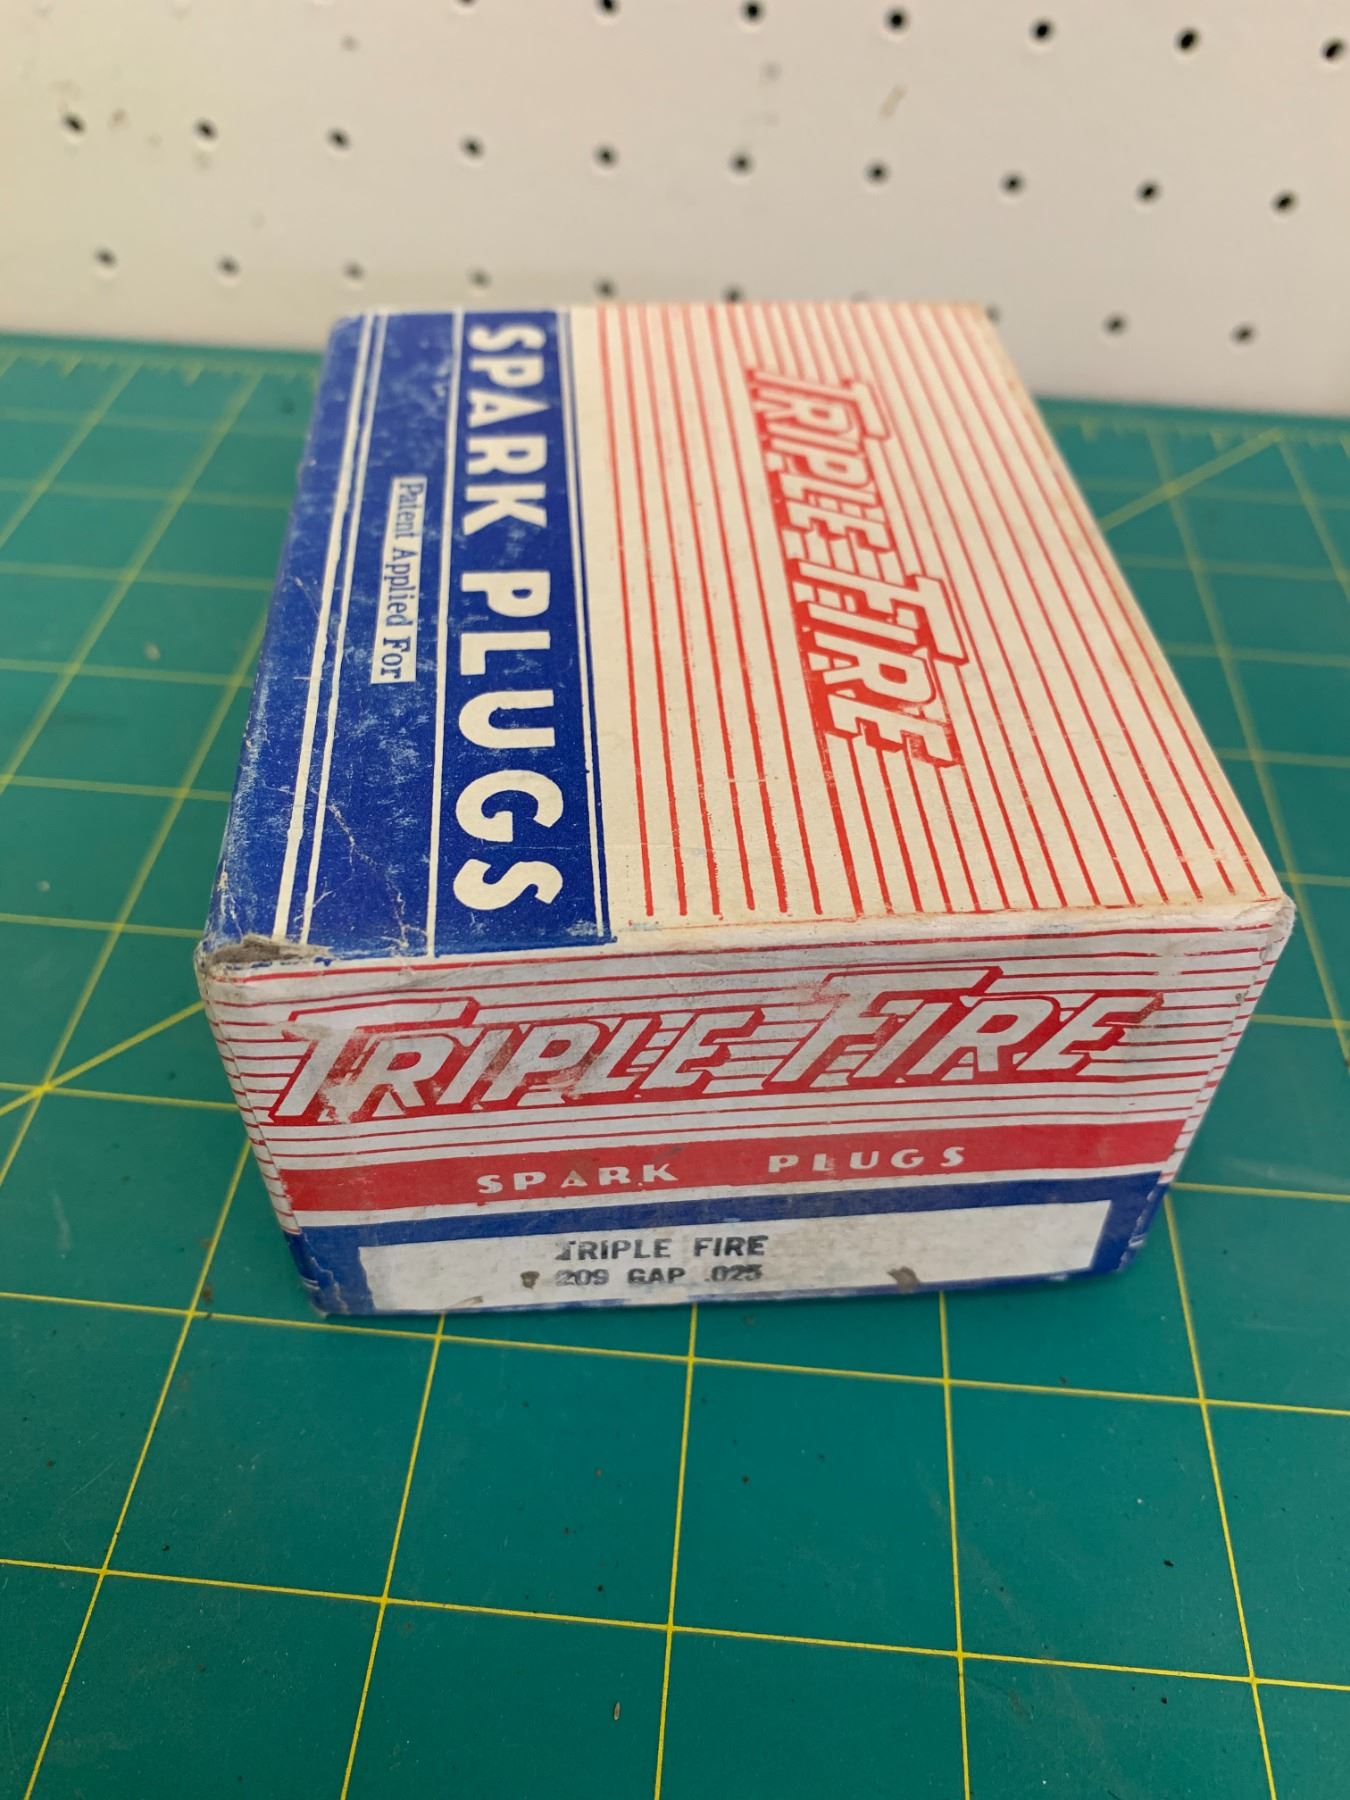 TRIPLE FIRE
SPARK PLUGS
Patent Applied For
TRIPLE FIRE
SPARK PLUGS
TRIPLE FIRE
209 GAP .025